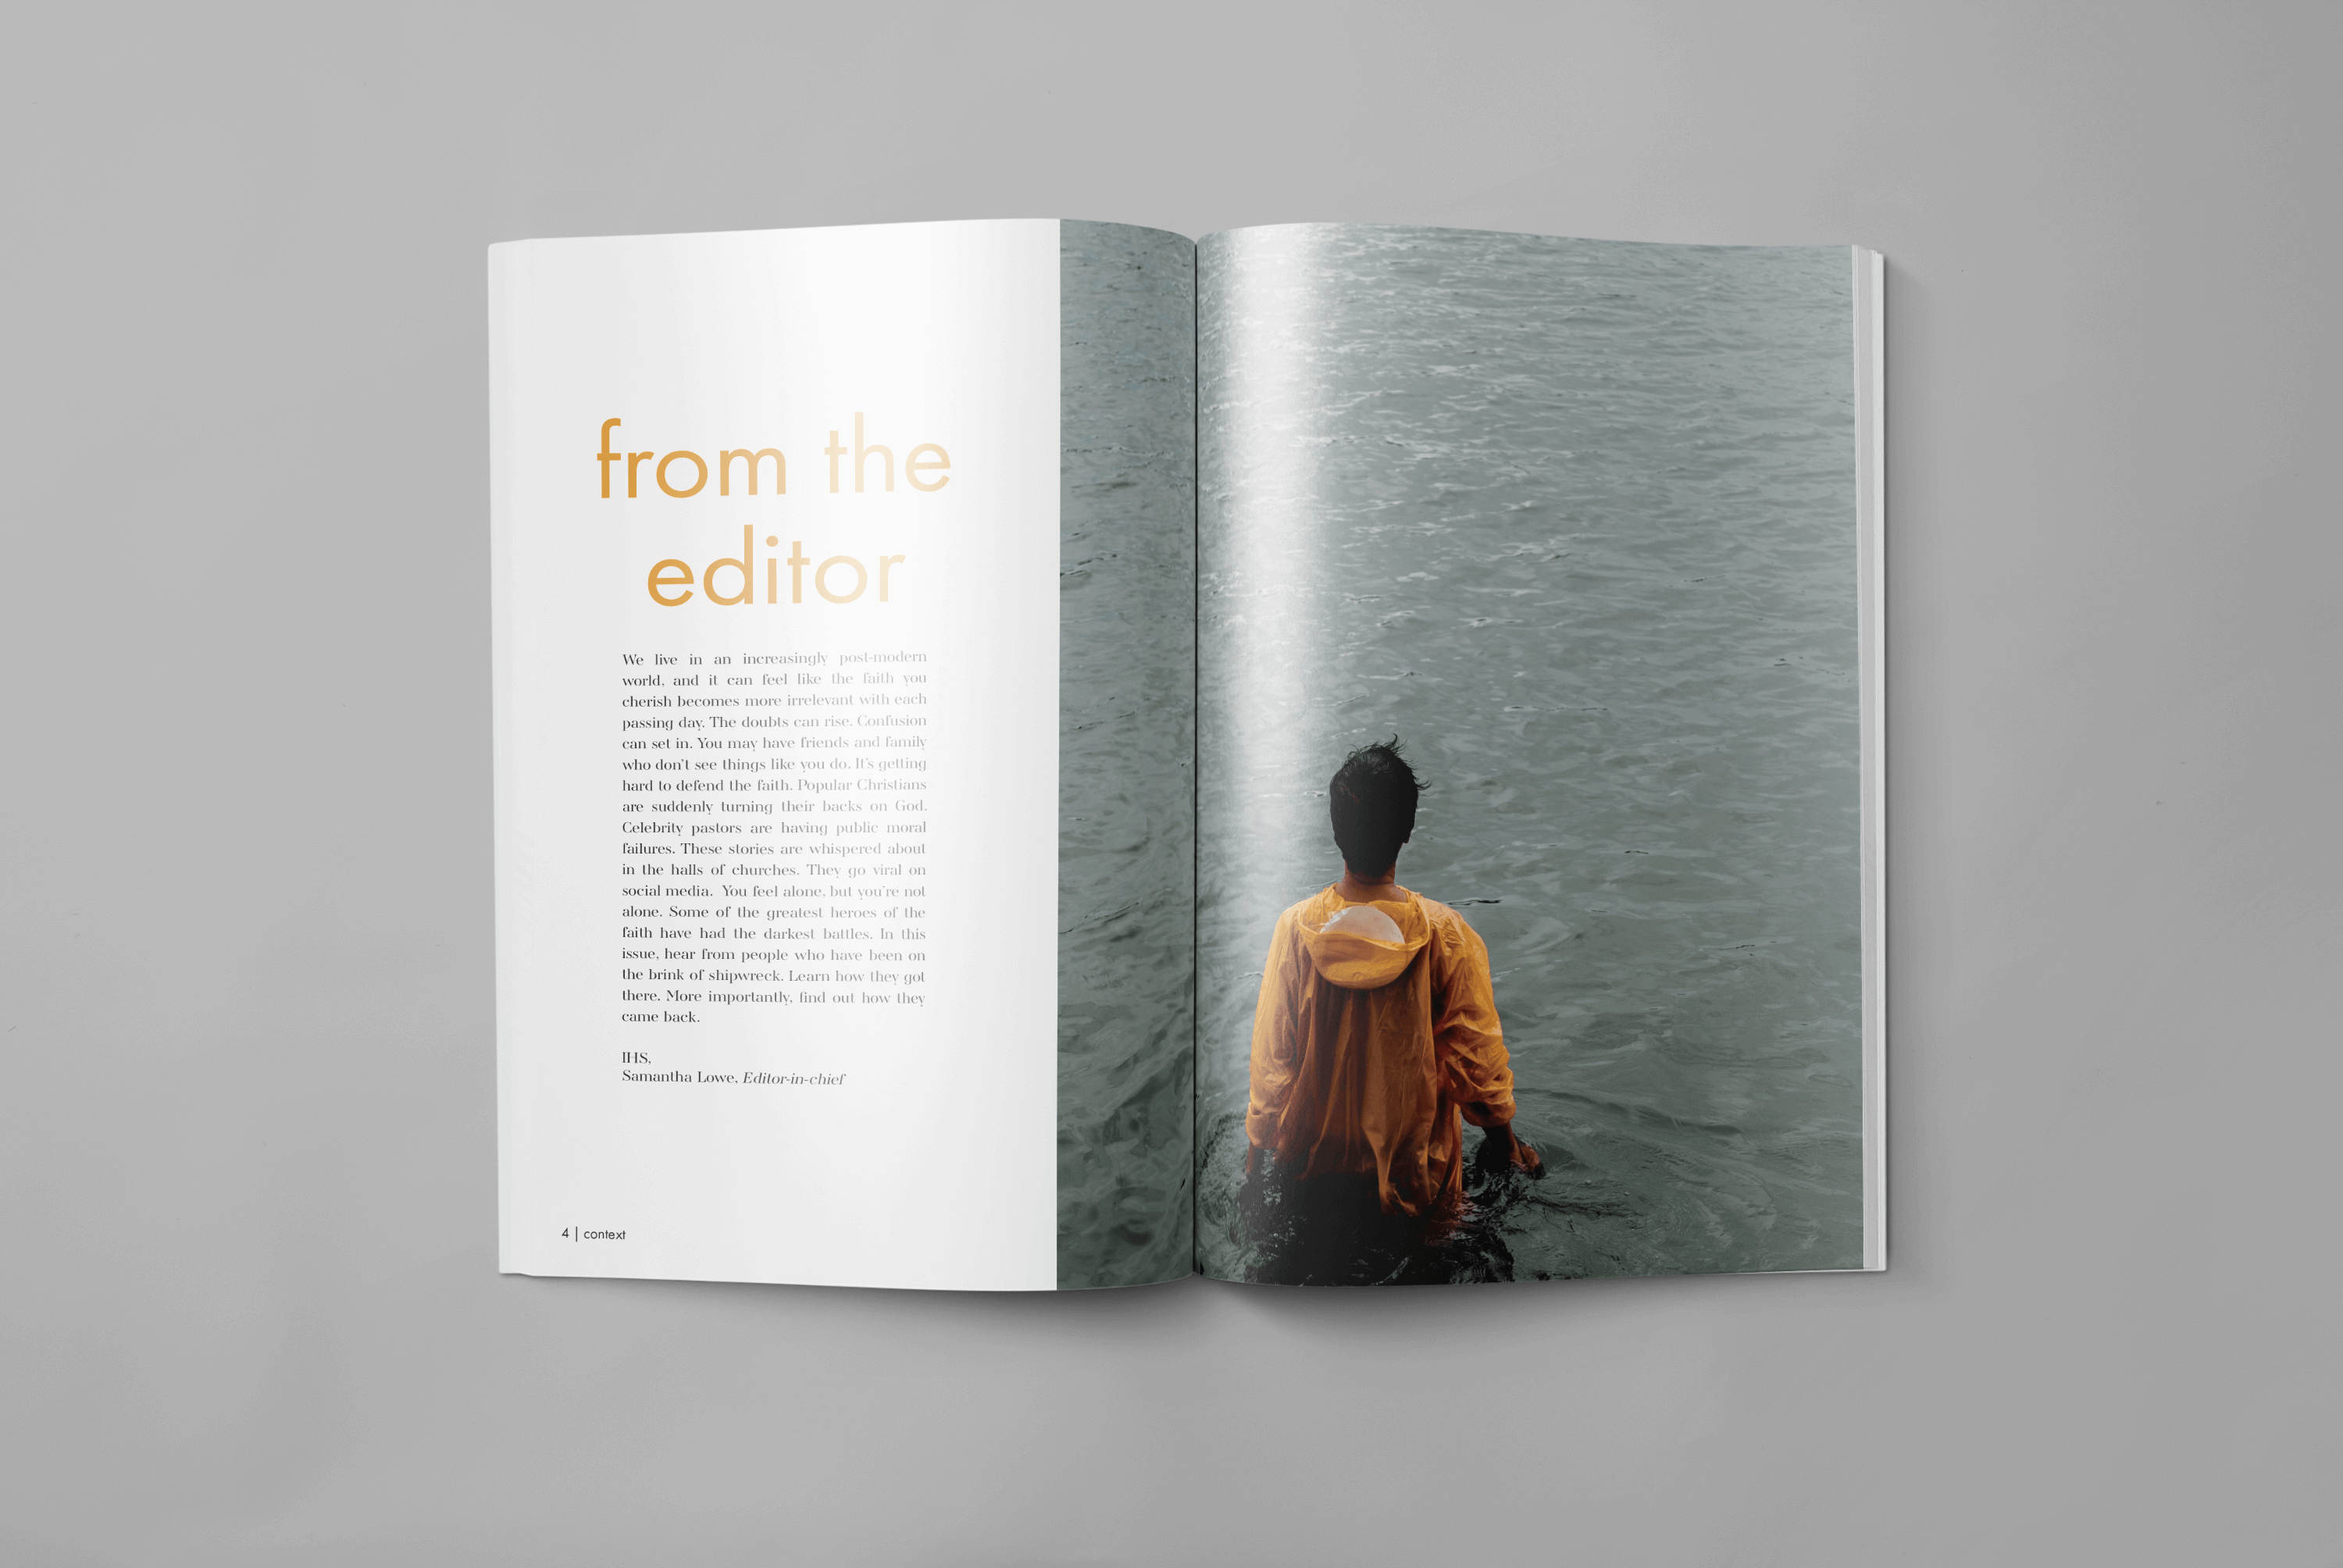 from the
editor
We live in an increasingly post-modern
world, and it can feel like the faith you
cherish becomes more irrelevant with each
passing day. The doubts can rise. Confusion
can set in. You may have friends and family
who don't see things like you do. It's getting
hard to defend the faith. Popular Christians
are suddenly turning their backs on God.
Celebrity pastors are having public moral
failures. These stories are whispered about
in the halls of churches. They go viral on
social media.  You feel alone, but you're not
alone. Some of the greatest heroes of the
faith have had the darkest battles. In this
issue, hear from people who have been on
the brink of shipwreck. Learn how they got
there. More importantly, find out how they
came back.
IHS,
Samantha Lowe, Editor-in-chief
4 | context